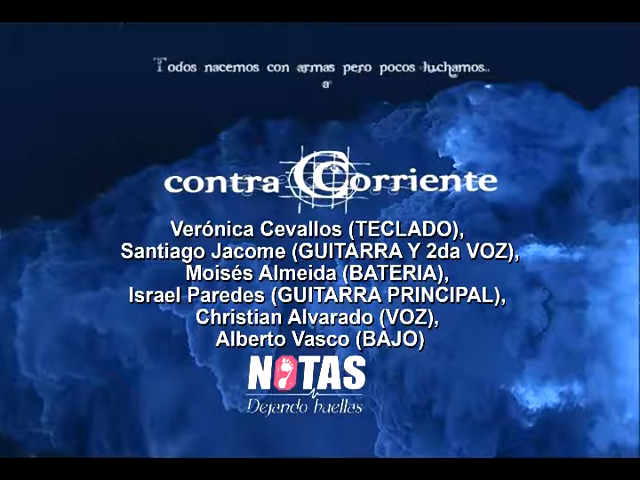 Todos nacemos con armas pero pocos luchamos..
a
contra Corriente
Verónica Cevallos (TECLADO),
Santiago Jacome (GUITARRA Y 2da VOZ),
Moisés Almeida (BATERIA),
Israel Paredes (GUITARRA PRINCIPAL),
Christian Alvarado (VOZ),
Alberto Vasco (BAJO)
NOTAS
Dejando huellas